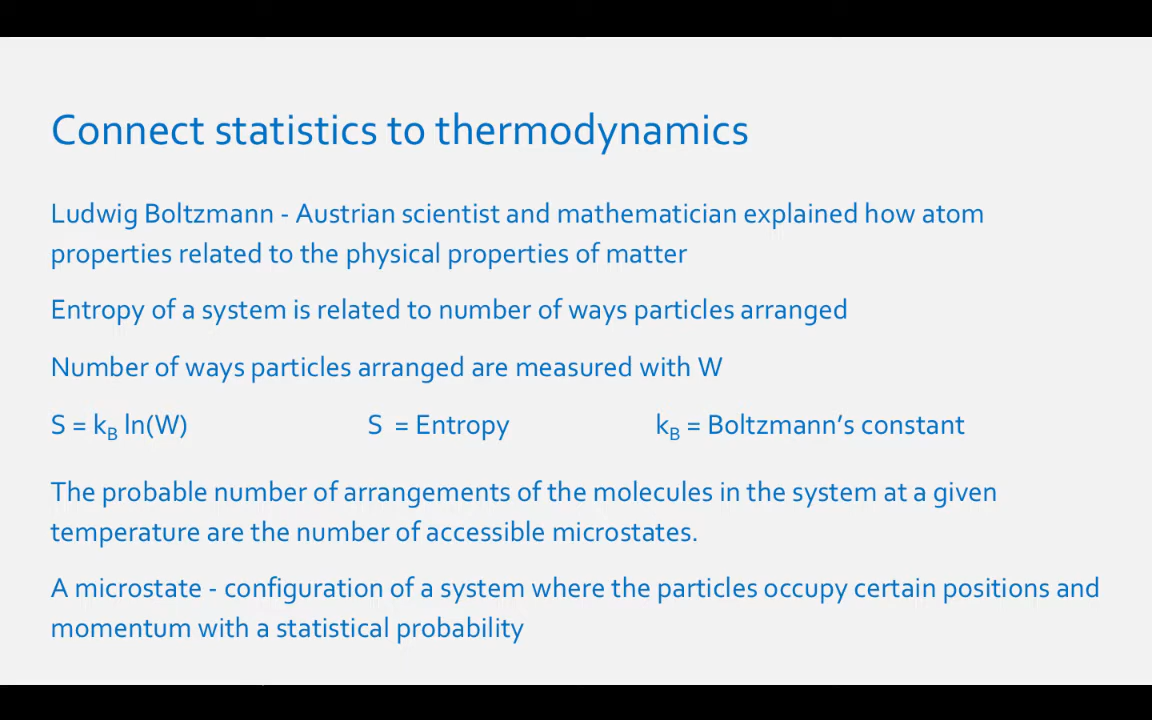 Connect statistics to thermodynamics
Ludwig Boltzmann - Austrian scientist and mathematician explained how atom
properties related to the physical properties of matter
Entropy of a system is related to number of ways particles arranged
Number of ways particles arranged are measured with W
S = k_B ln(W) S = Entropy k_B = Boltzmann's constant
The probable number of arrangements of the molecules in the system at a given
temperature are the number of accessible microstates.
A microstate - configuration of a system where the particles occupy certain positions and
momentum with a statistical probability